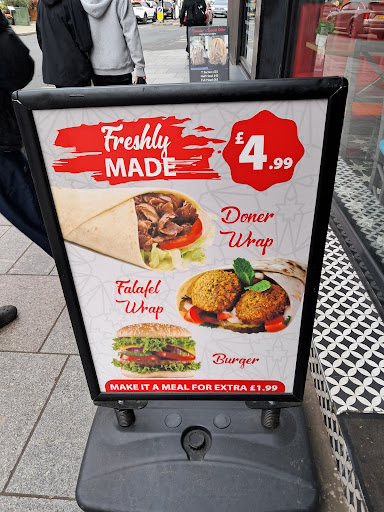 Freshly
MADE
£4.99
Doner
Wrap
Falafel
Wrap
Burger
MAKE IT A MEAL FOR EXTRA £1.99